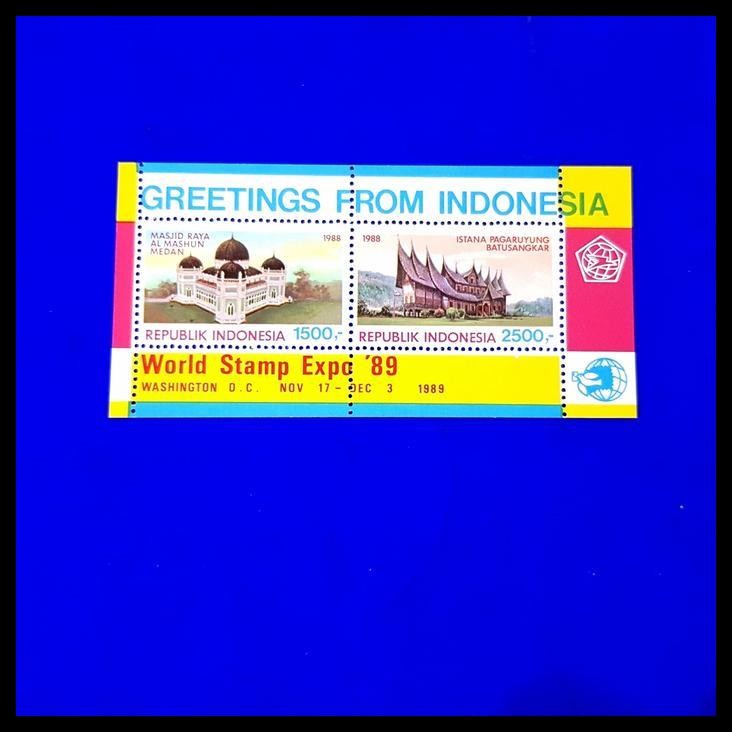 GREETINGS FROM INDONESIA
MASJID RAYA
AL MASHUN
MEDAN
1988
REPUBLIK INDONESIA 1500,-
1988
ISTANA PAGARUYUNG
BATUSANGKAR
REPUBLIK INDONESIA 2500,-
World Stamp Expo '89
WASHINGTON D.C. NOV 17 - DEC 3 1989